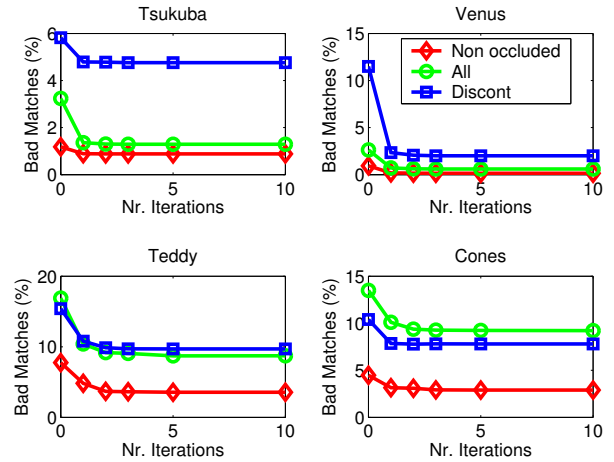 Tsukuba
Bad Matches (%)
6
4
2
0
0
5
10
Nr. Iterations
Venus
Bad Matches (%)
15
10
5
0
0
5
10
Nr. Iterations
Non occluded
All
Discont
Teddy
Bad Matches (%)
20
10
0
0
5
10
Nr. Iterations
Cones
Bad Matches (%)
15
10
5
0
0
5
10
Nr. Iterations